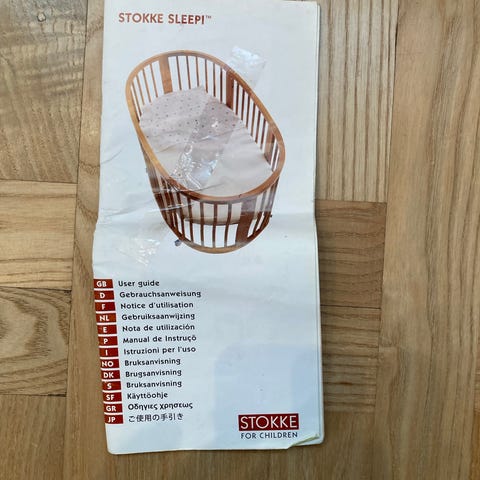 STOKKE SLEEPI™
GB User guide
D Gebrauchsanweisung
F Notice d'utilisation
NL Gebruiksaanwijzing
E Nota de utilización
P Manual de Instruçõ
I Istruzioni per l'uso
NO Bruksanvisning
DK Brugsanvisning
S Bruksanvisning
SF Käyttöohje
GR Οδηγιες χρησεως
JP ご使用の手引き
STOKKE
FOR CHILDREN